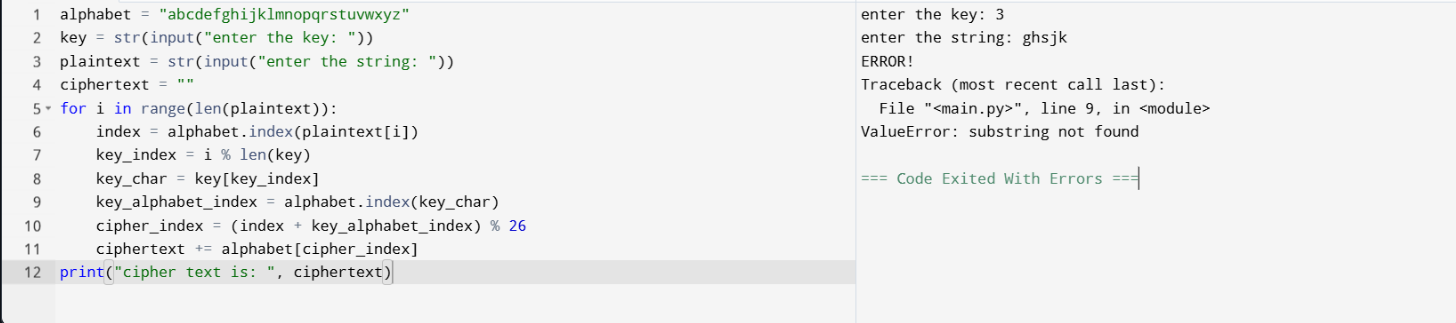 1 alphabet = "abcdefghijklmnopqrstuvwxyz"
2 key = str(input("enter the key: "))
3 plaintext = str(input("enter the string: "))
4 ciphertext = ""
5 for i in range(len(plaintext)):
6     index = alphabet.index(plaintext[i])
7     key_index = i % len(key)
8     key_char = key[key_index]
9     key_alphabet_index = alphabet.index(key_char)
10     cipher_index = (index + key_alphabet_index) % 26
11     ciphertext += alphabet[cipher_index]
12 print("cipher text is: ", ciphertext)
enter the key: 3
enter the string: ghsjk
ERROR!
Traceback (most recent call last):
  File "<main.py>", line 9, in <module>
ValueError: substring not found
=== Code Exited With Errors ===